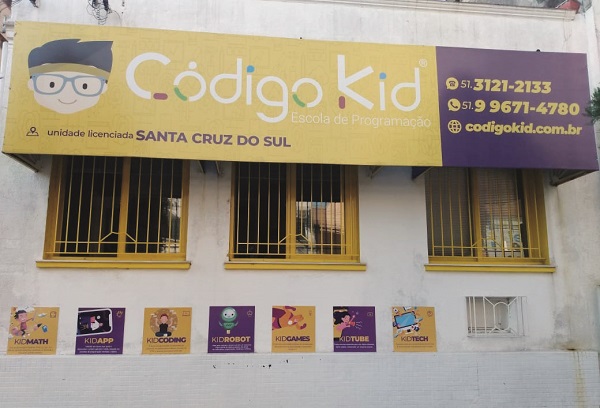 Código Kid®
Escola de Programação
unidade licenciada SANTA CRUZ DO SUL
51. 3121-2133
51. 9 9671-4780
codigokid.com.br
KIDMATH
KIDAPP
KIDCODING
KIDROBOT
KIDGAMES
KIDTUBE
KIDTECH